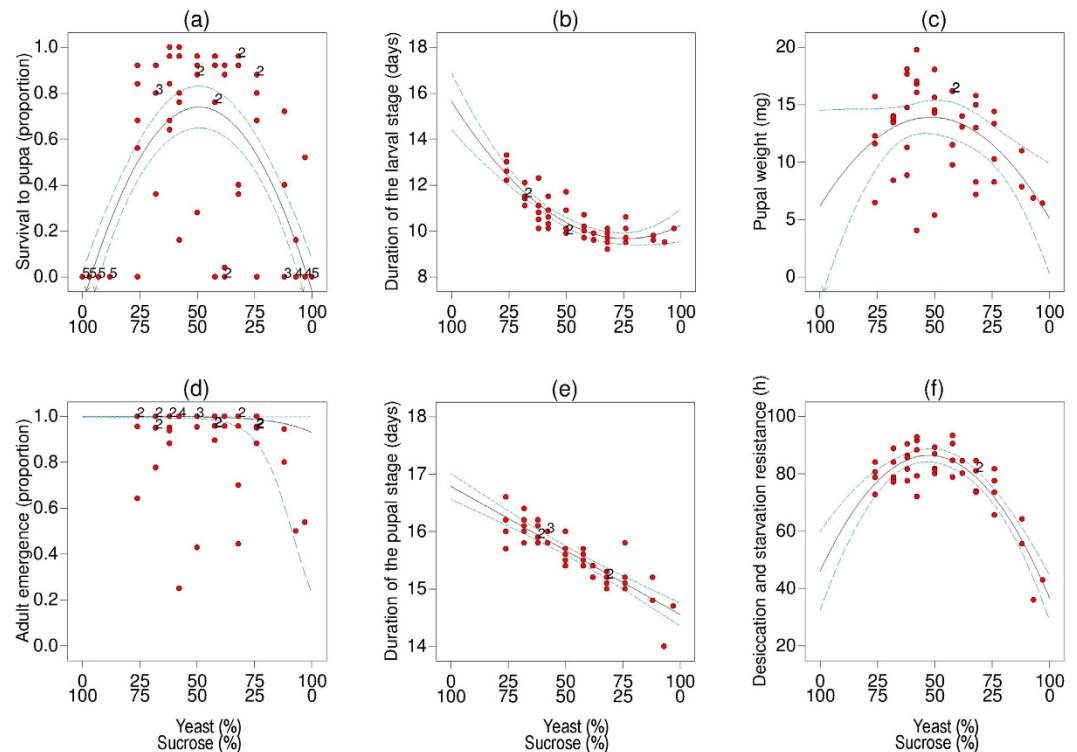 (a)
Survival to pupa (proportion)
1.0
0.8
0.6
0.4
0.2
0.0
2
2
2
3
2
2
5
5
5
5
3
4
4
5
0 25 50 75 100
100 75 50 25 0
(b)
Duration of the larval stage (days)
18
16
14
12
10
8
2
2
0 25 50 75 100
100 75 50 25 0
(c)
Pupal weight (mg)
20
15
10
5
0
2
0 25 50 75 100
100 75 50 25 0
(d)
Adult emergence (proportion)
1.0
0.8
0.6
0.4
0.2
0.0
2
2
2
4
3
2
2
2
2
0 25 50 75 100
100 75 50 25 0
Yeast (%)
Sucrose (%)
(e)
Duration of the pupal stage (days)
18
17
16
15
14
3
2
2
0 25 50 75 100
100 75 50 25 0
Yeast (%)
Sucrose (%)
(f)
Desiccation and starvation resistance (h)
100
80
60
40
20
2
0 25 50 75 100
100 75 50 25 0
Yeast (%)
Sucrose (%)